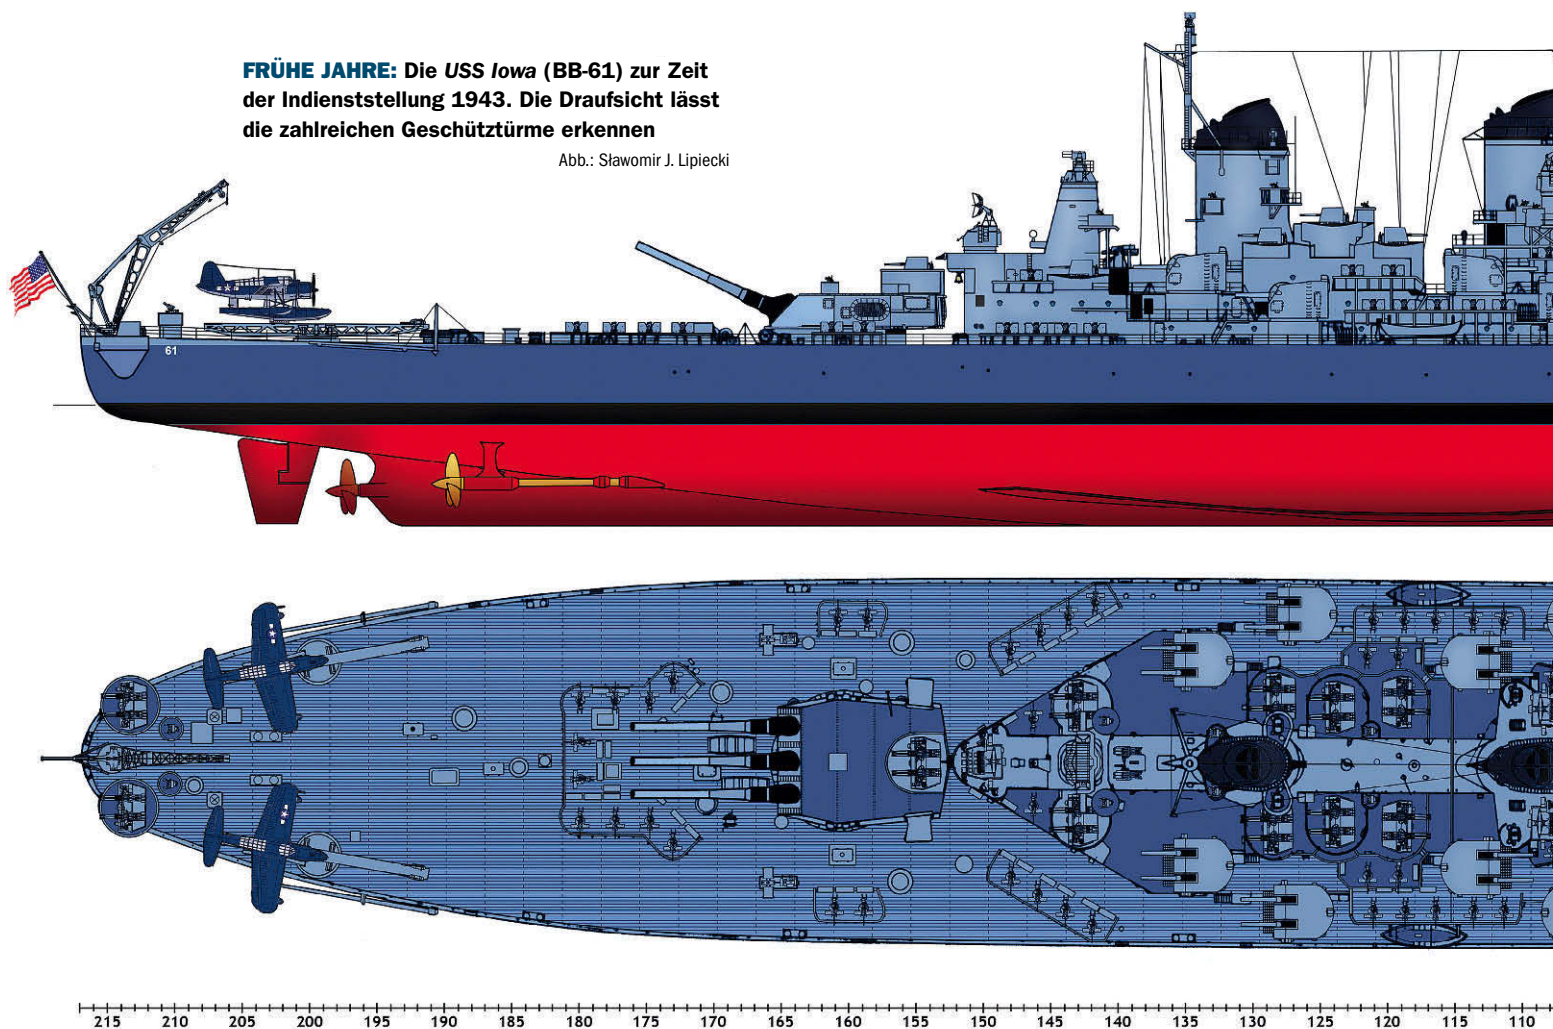 FRÜHE JAHRE: Die USS Iowa (BB-61) zur Zeit
der Indienststellung 1943. Die Draufsicht lässt
die zahlreichen Geschütztürme erkennen
Abb.: Sławomir J. Lipiecki
61
215 210 205 200 195 190 185 180 175 170 165 160 155 150 145 140 135 130 125 120 115 110